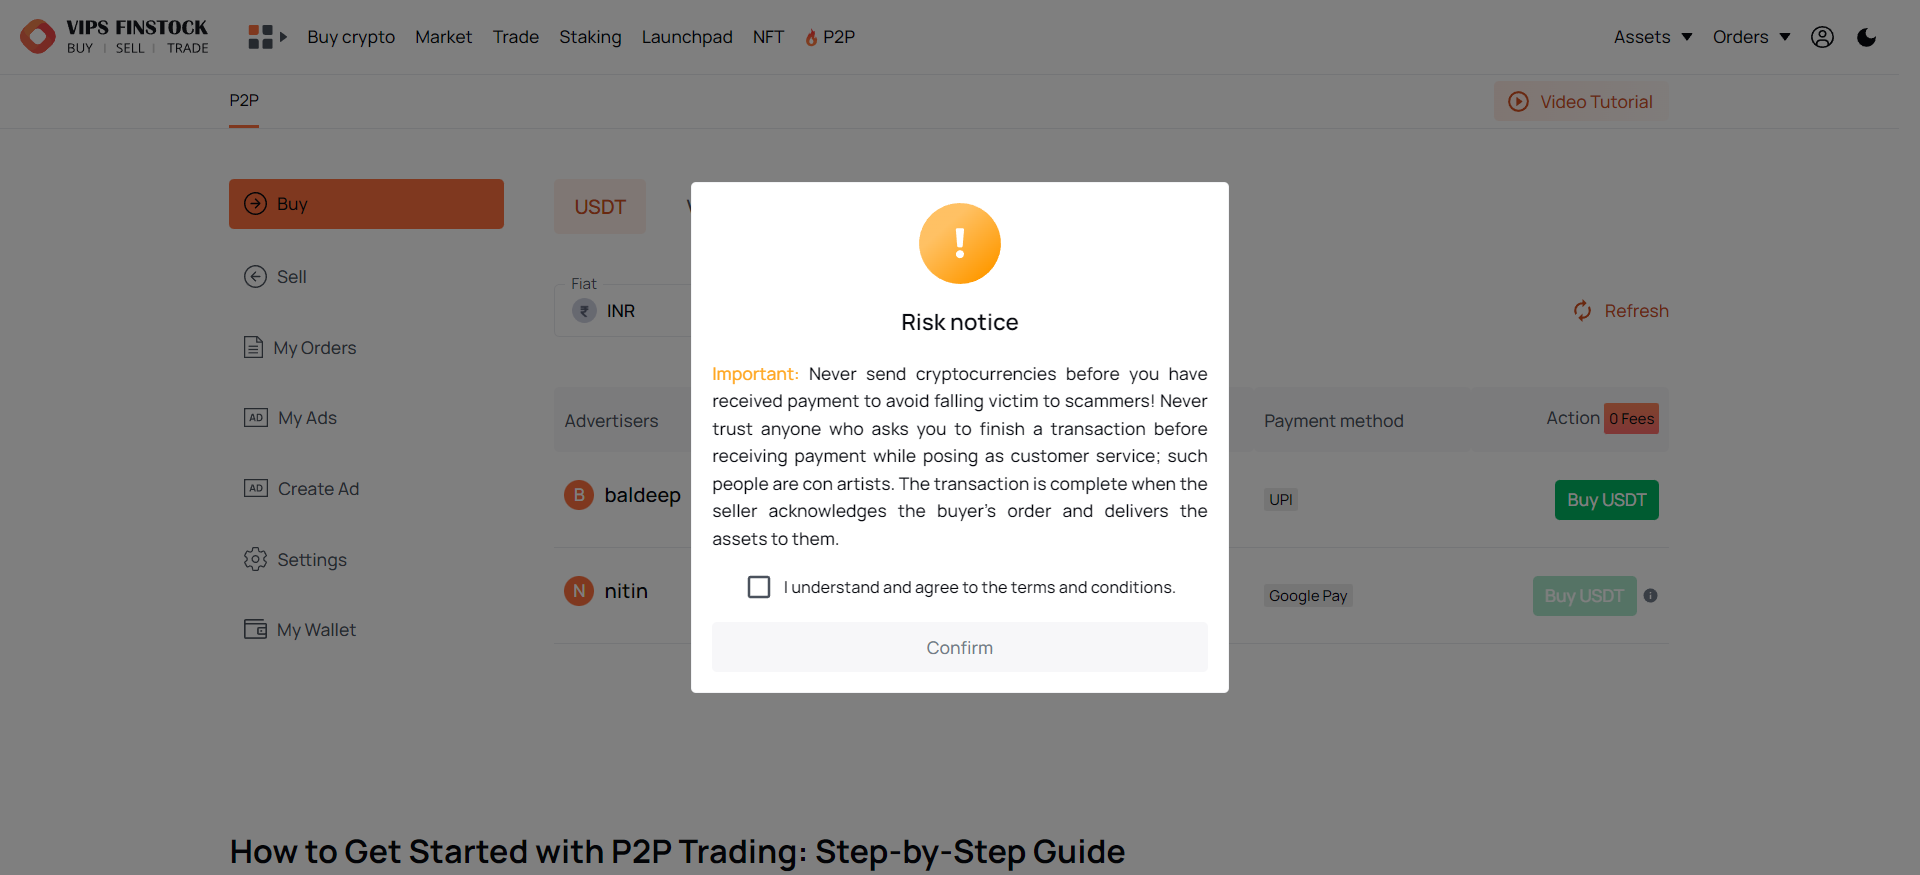 VIPS FINSTOCK
BUY | SELL | TRADE
Buy crypto Market Trade Staking Launchpad NFT P2P
Assets Orders
P2P
Video Tutorial
Buy
Sell
My Orders
AD My Ads
AD Create Ad
Settings
My Wallet
USDT
Fiat
₹ INR
Refresh
Advertisers Payment method Action 0 Fees
B baldeep UPI Buy USDT
N nitin Google Pay Buy USDT
!
Risk notice
Important: Never send cryptocurrencies before you have
received payment to avoid falling victim to scammers! Never
trust anyone who asks you to finish a transaction before
receiving payment while posing as customer service; such
people are con artists. The transaction is complete when the
seller acknowledges the buyer's order and delivers the
assets to them.
I understand and agree to the terms and conditions.
Confirm
How to Get Started with P2P Trading: Step-by-Step Guide